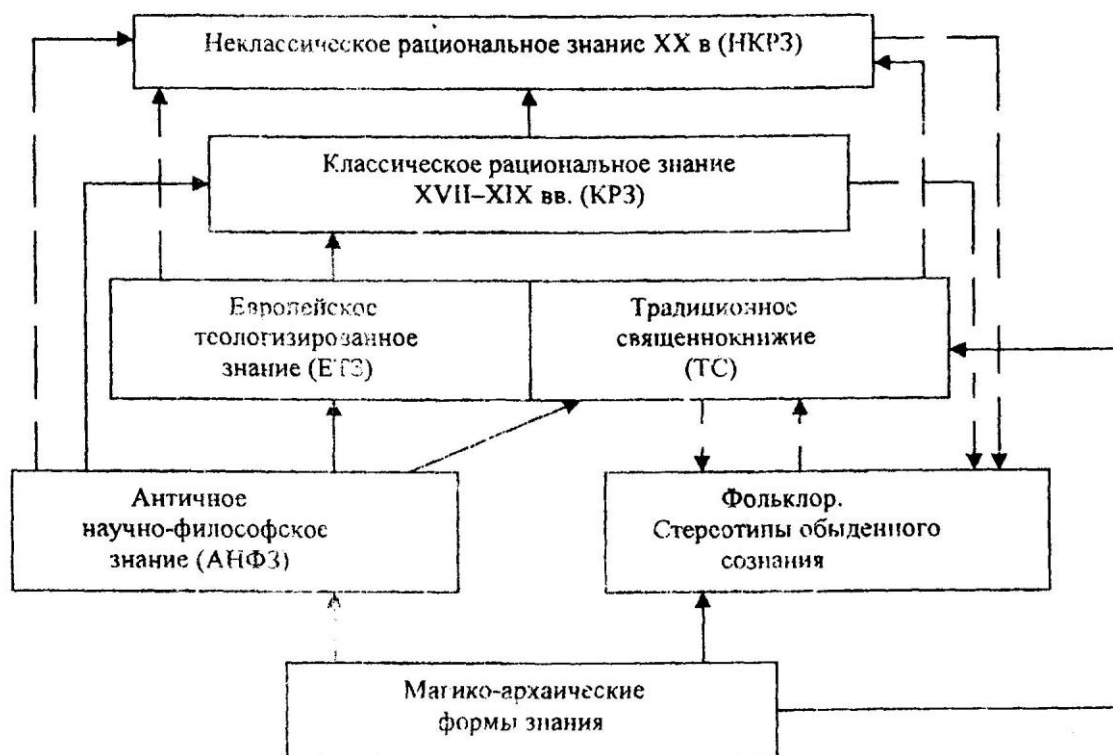 Неклассическое рациональное знание XX в (НКРЗ)
Классическое рациональное знание
XVII–XIX вв. (КРЗ)
Европейское
теологизированное
знание (ЕТЗ)
Традиционное
священнокнижие
(ТС)
Античное
научно-философское
знание (АНФЗ)
Фольклор.
Стереотипы обыденного
сознания
Магико-архаические
формы знания